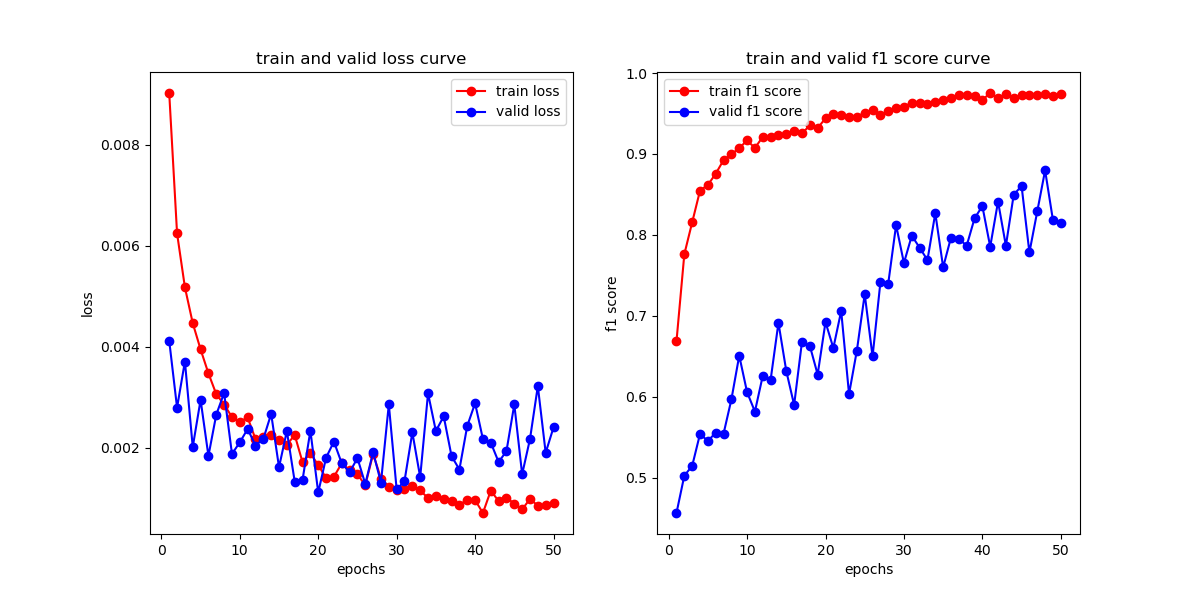 train and valid loss curve
train loss
valid loss
0.008
0.006
0.004
0.002
loss
0
10
20
30
40
50
epochs
train and valid f1 score curve
train f1 score
valid f1 score
1.0
0.9
0.8
0.7
0.6
0.5
f1 score
0
10
20
30
40
50
epochs